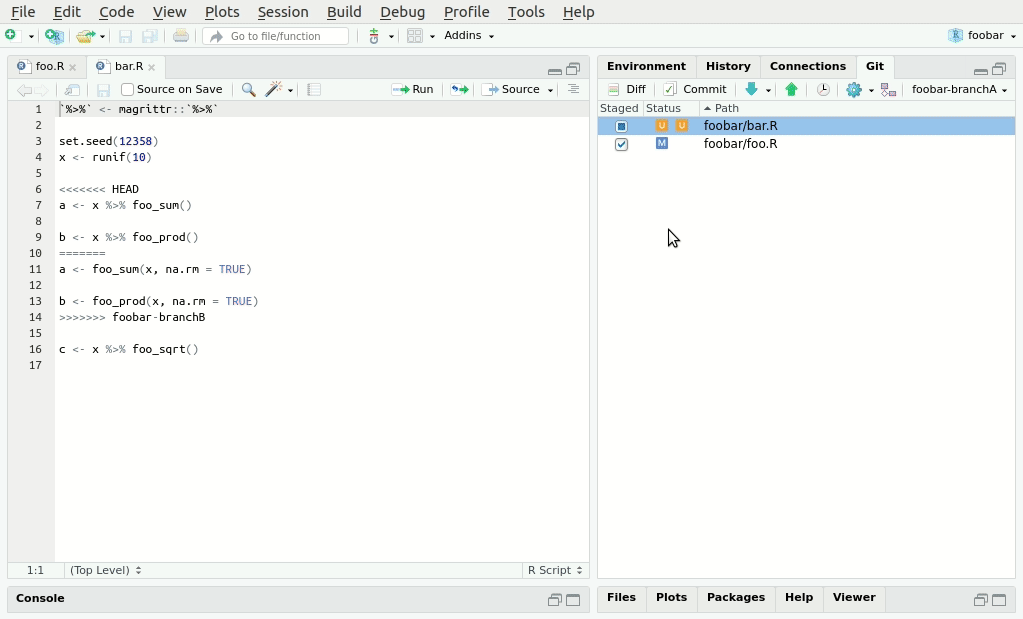 File Edit Code View Plots Session Build Debug Profile Tools Help
Go to file/function Addins foobar
foo.R bar.R
Source on Save Run Source
1 `%>%` <- magrittr::`%>%`
2
3 set.seed(12358)
4 x <- runif(10)
5
6 <<<<<<< HEAD
7 a <- x %>% foo_sum()
8
9 b <- x %>% foo_prod()
10 =======
11 a <- foo_sum(x, na.rm = TRUE)
12
13 b <- foo_prod(x, na.rm = TRUE)
14 >>>>>>> foobar-branchB
15
16 c <- x %>% foo_sqrt()
17
1:1 (Top Level) R Script
Console
Environment History Connections Git
Diff Commit foobar-branchA
Staged Status Path
U U foobar/bar.R
M foobar/foo.R
Files Plots Packages Help Viewer